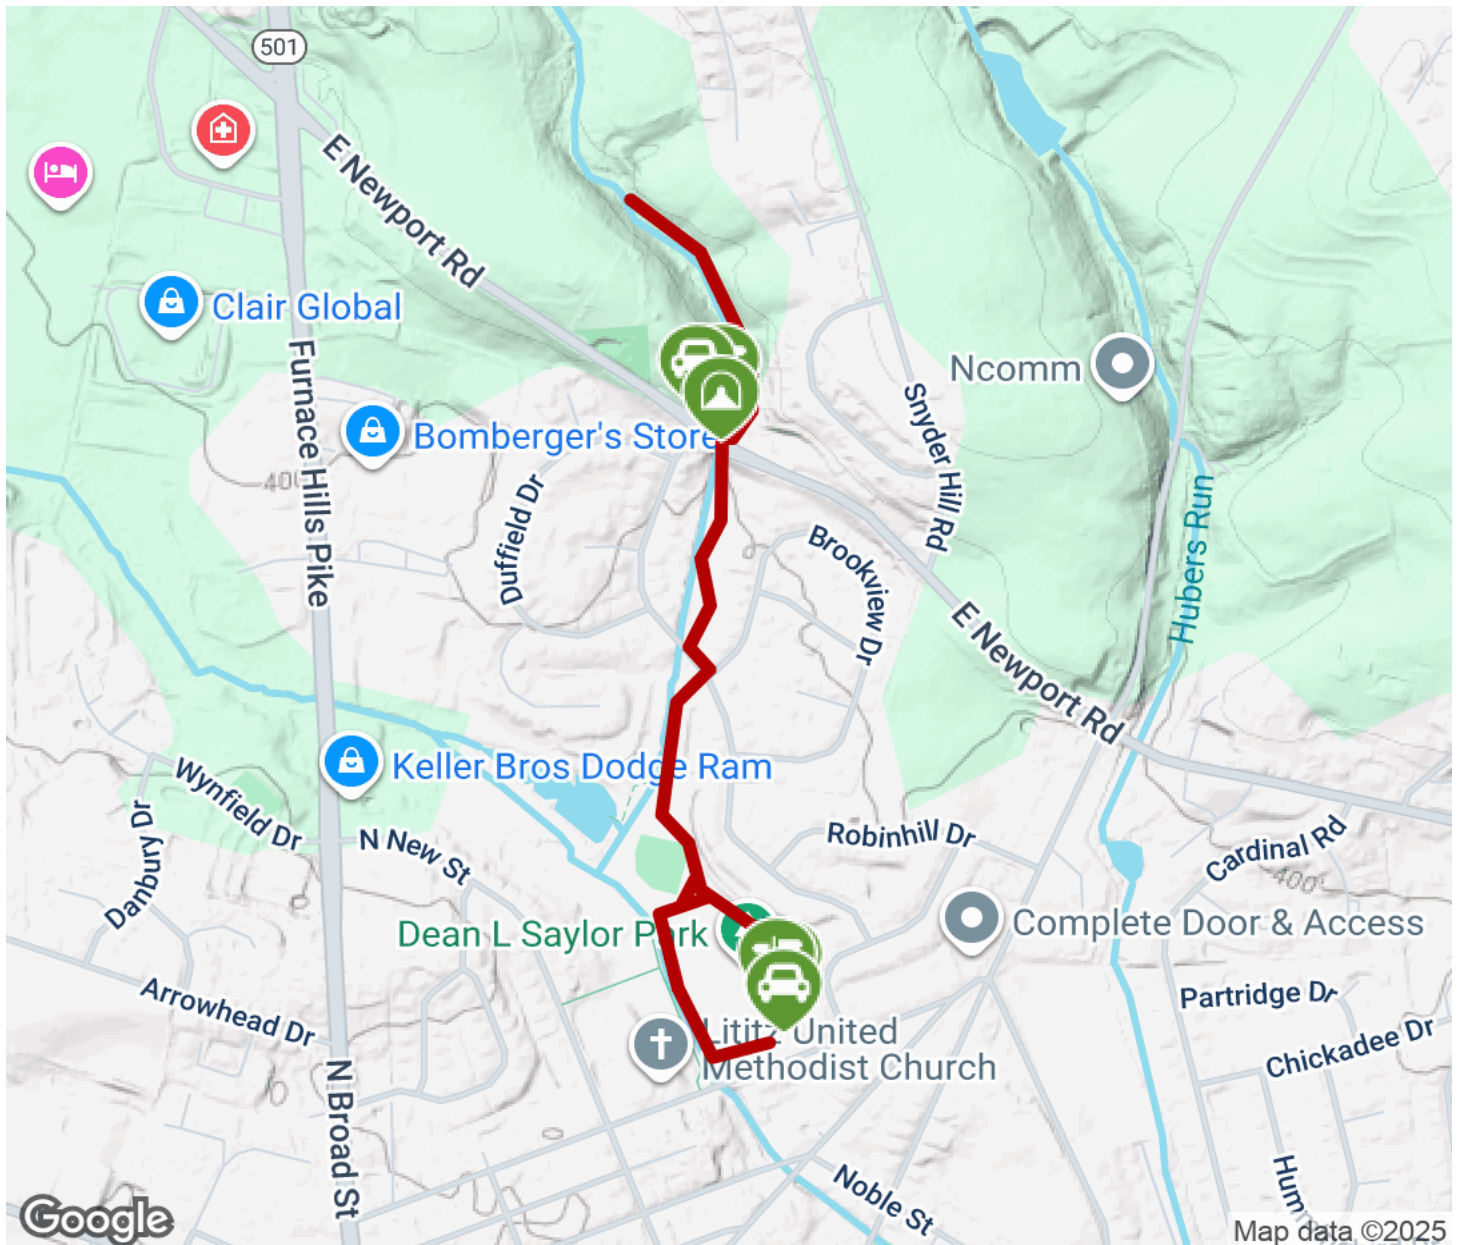 501
E Newport Rd
Clair Global
Furnace Hills Pike
Ncomm
Snyder Hill Rd
Bomberger's Store
400
Duffield Dr
Brookview Dr
Hubers Run
E Newport Rd
Keller Bros Dodge Ram
Wynfield Dr
Danbury Dr
N New St
Robinhill Dr
Cardinal Rd
400
Dean L Saylor Park
Complete Door & Access
Arrowhead Dr
Partridge Dr
Lititz United
Methodist Church
Chickadee Dr
N Broad St
Noble St
Google
Map data ©2025